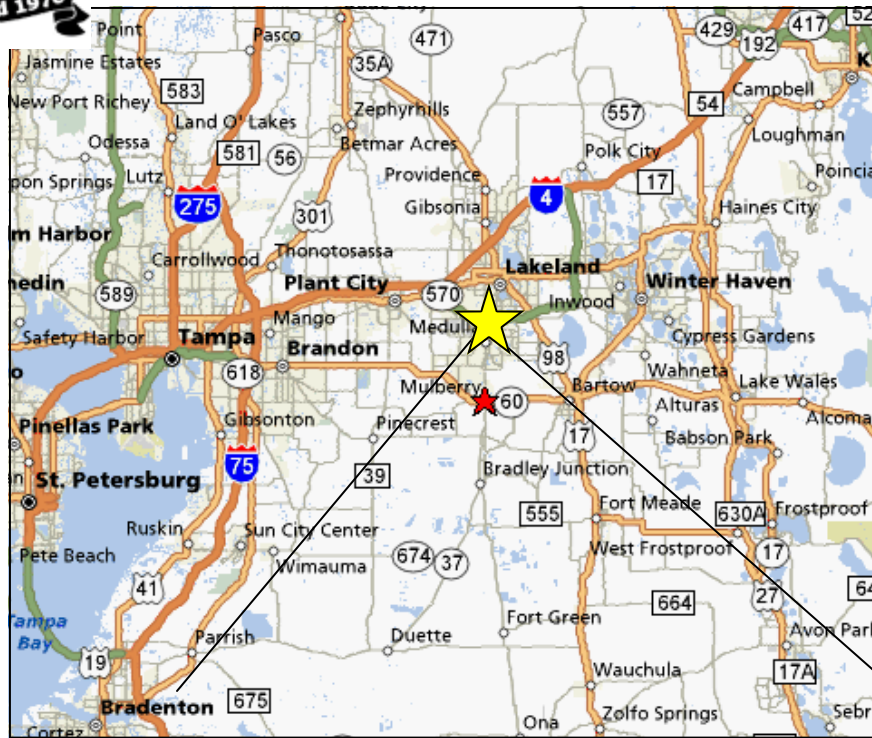 d 1978
Point
Pasco
471
429
417
192
Jasmine Estates
35A
583
54
Campbell
New Port Richey
Zephyrhills
557
Land O' Lakes
Loughman
Odessa
581
56
Betmar Acres
Polk City
Providence
17
Poincia
pon Springs
Lutz
275
4
Gibsonia
301
Haines City
m Harbor
Carrollwood
Thonotosassa
Lakeland
nedin
Plant City
570
Winter Haven
589
Inwood
Safety Harbor
Mango
Medulla
Cypress Gardens
Tampa
Brandon
98
o
618
Wahneta
Mulberry
60
Bartow
Lake Wales
Alturas
Alcoma
Pinellas Park
Gibsonton
Pinecrest
17
Babson Park
75
39
Bradley Junction
St. Petersburg
555
Fort Meade
630A
Frostproof
Ruskin
Sun City Center
West Frostproof
Pete Beach
674
37
17
Wimauma
41
27
64
664
Tampa
Bay
Fort Green
Parrish
Duette
Avon Park
19
Wauchula
17A
675
Bradenton
Zolfo Springs
Sebr
Cortez
Ona